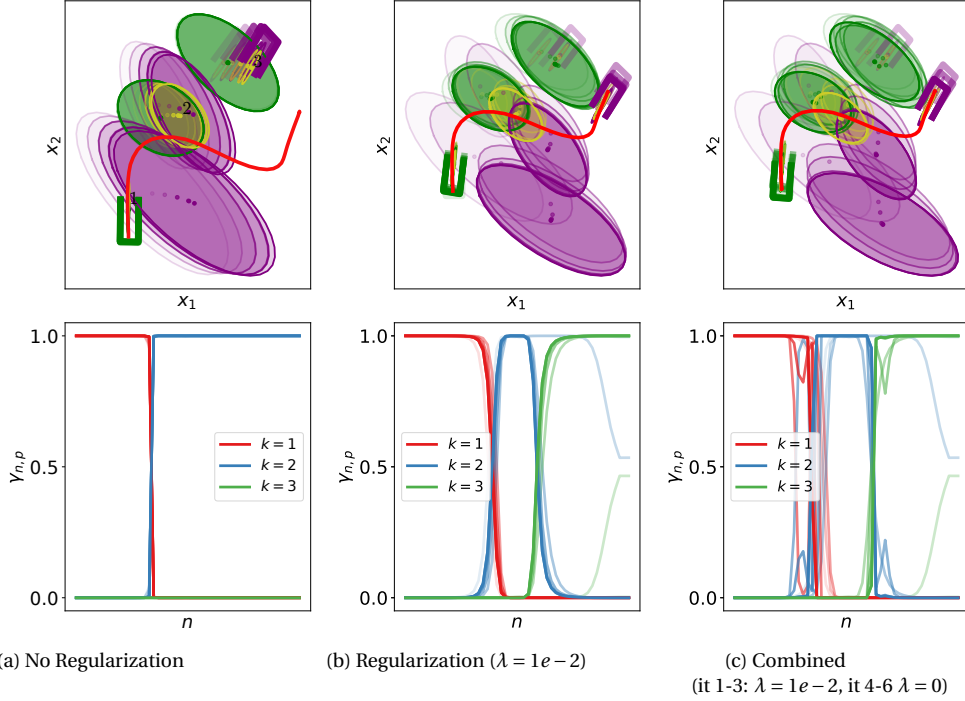 x2
x2
x2
3
2
1
x1
x1
x1
1.0
1.0
1.0
k = 1
k = 2
k = 3
k = 1
k = 2
k = 3
k = 1
k = 2
k = 3
γn,p
0.5
γn,p
0.5
γn,p
0.5
0.0
0.0
0.0
n
n
n
(a) No Regularization
(b) Regularization (λ = 1e − 2)
(c) Combined
(it 1-3: λ = 1e − 2, it 4-6 λ = 0)